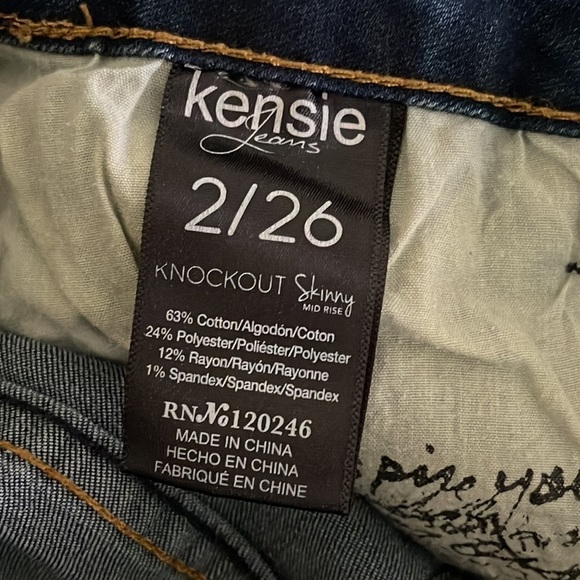 kensie
Jeans
2/26
KNOCKOUT Skinny
MID RISE
63% Cotton/Algodón/Coton
24% Polyester/Poliéster/Polyester
12% Rayon/Rayón/Rayonne
1% Spandex/Spandex/Spandex
RN No 120246
MADE IN CHINA
HECHO EN CHINA
FABRIQUÉ EN CHINE